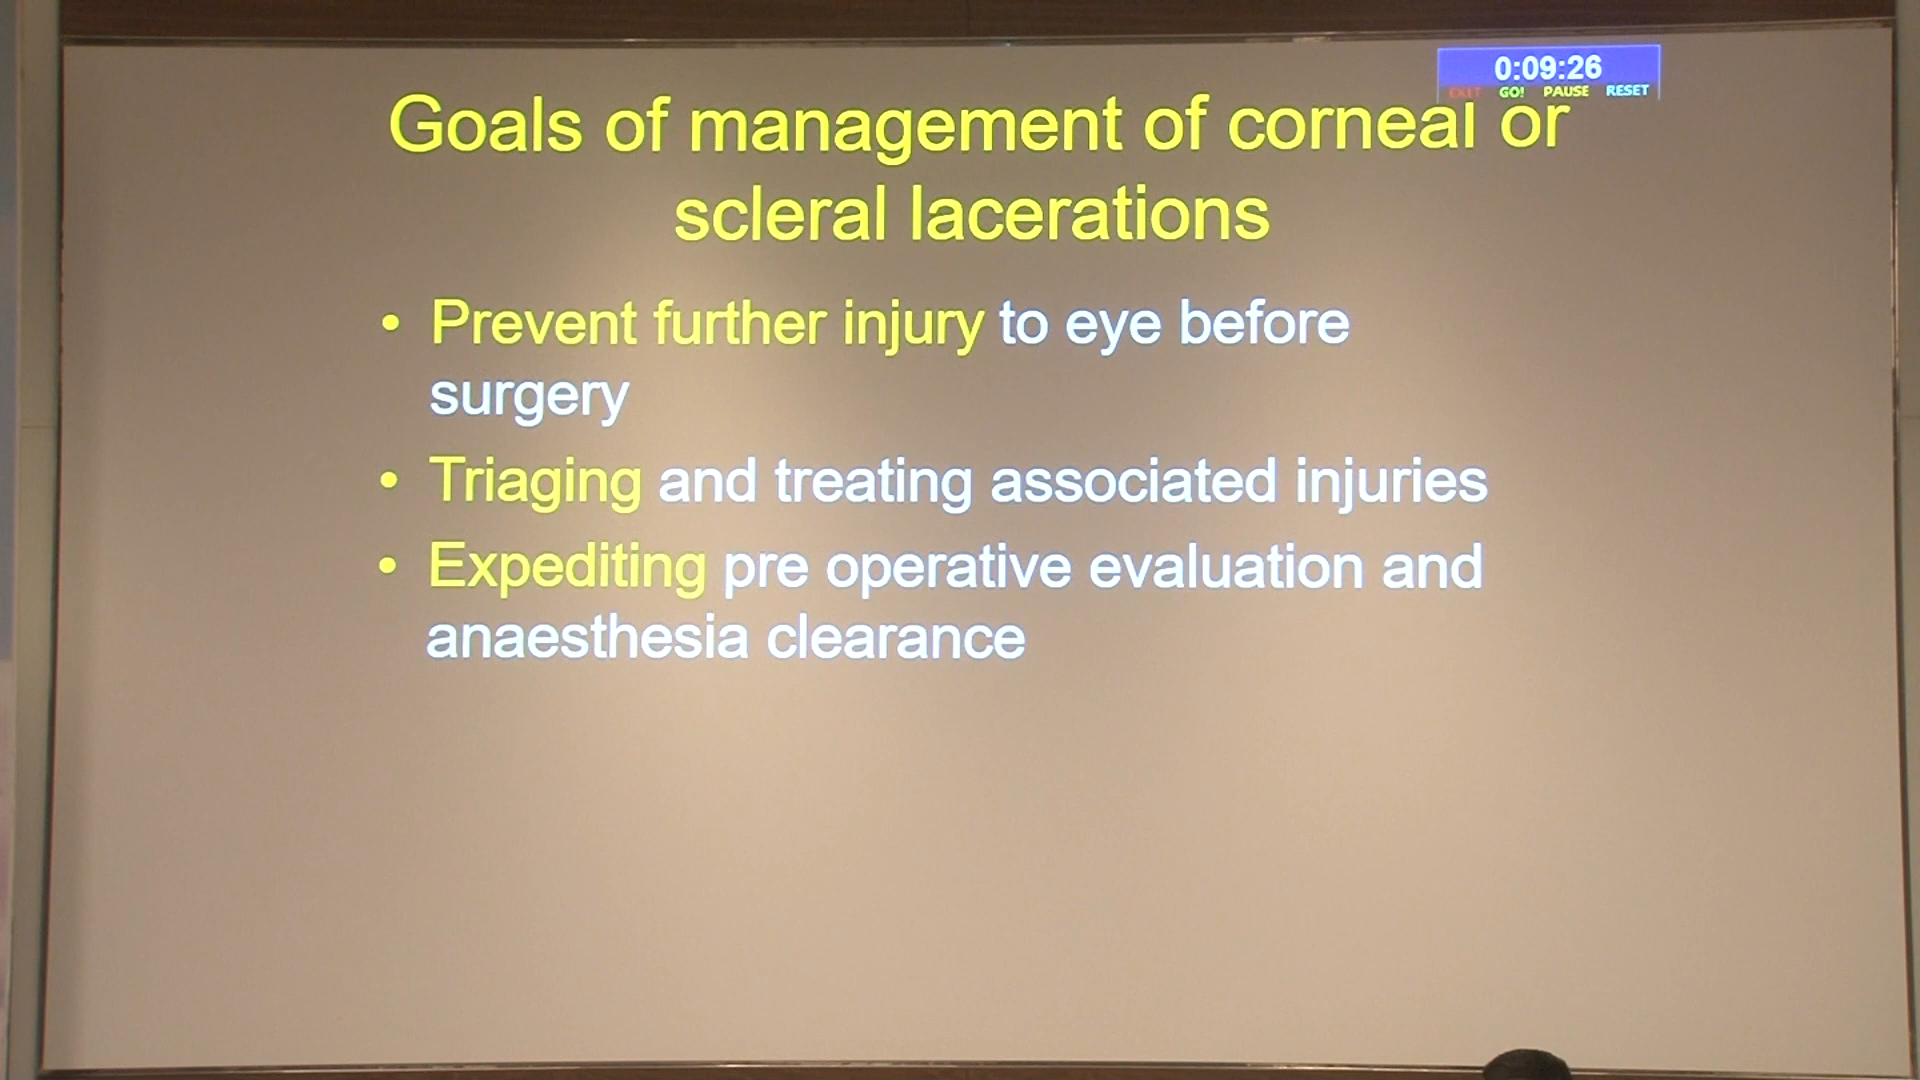 0:09:26
EXIT GO! PAUSE RESET
Goals of management of corneal or
scleral lacerations
• Prevent further injury to eye before
surgery
• Triaging and treating associated injuries
• Expediting pre operative evaluation and
anaesthesia clearance